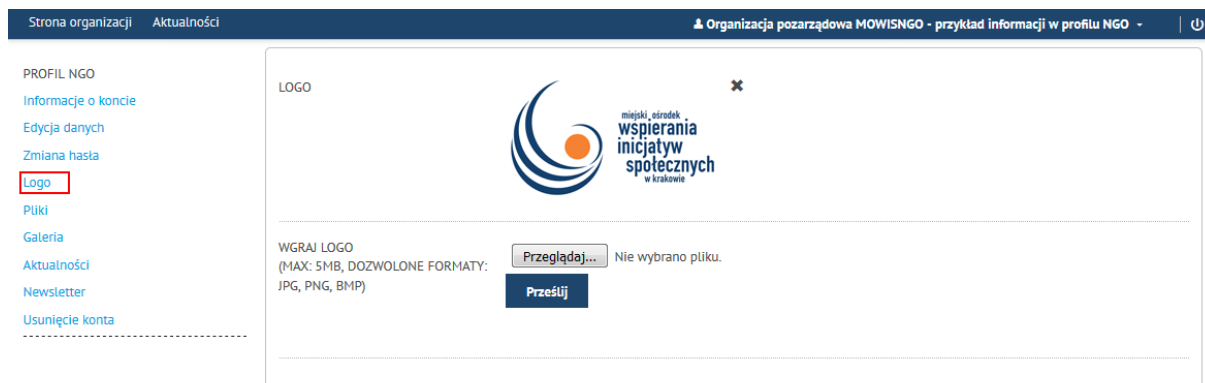 Strona organizacji Aktualności Organizacja pozarządowa MOWISNGO - przykład informacji w profilu NGO
PROFIL NGO
Informacje o koncie
Edycja danych
Zmiana hasła
Logo
Pliki
Galeria
Aktualności
Newsletter
Usunięcie konta
LOGO
miejski ośrodek
wspierania
inicjatyw
społecznych
w krakowie
WGRAJ LOGO
(MAX: 5MB, DOZWOLONE FORMATY:
JPG, PNG, BMP)
Przeglądaj... Nie wybrano pliku.
Prześlij